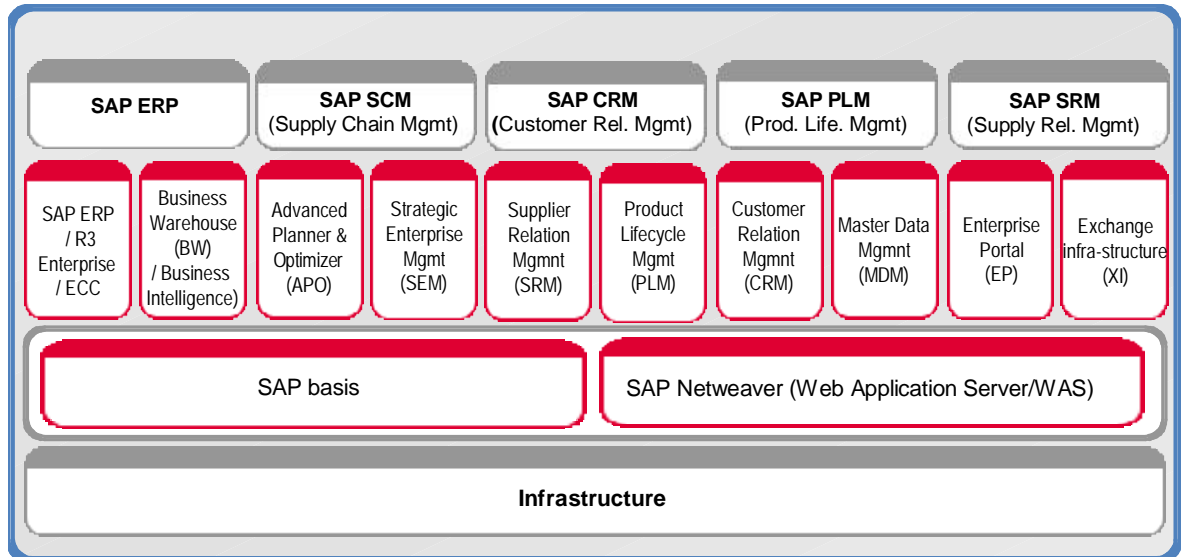 SAP ERP
SAP SCM
(Supply Chain Mgmt)
SAP CRM
(Customer Rel. Mgmt)
SAP PLM
(Prod. Life. Mgmt)
SAP SRM
(Supply Rel. Mgmt)
SAP ERP
/ R3
Enterprise
/ ECC
Business
Warehouse
(BW)
/ Business
Intelligence)
Advanced
Planner &
Optimizer
(APO)
Strategic
Enterprise
Mgmt
(SEM)
Supplier
Relation
Mgmnt
(SRM)
Product
Lifecycle
Mgmt
(PLM)
Customer
Relation
Mgmnt
(CRM)
Master Data
Mgmnt
(MDM)
Enterprise
Portal
(EP)
Exchange
infra-structure
(XI)
SAP basis
SAP Netweaver (Web Application Server/WAS)
Infrastructure